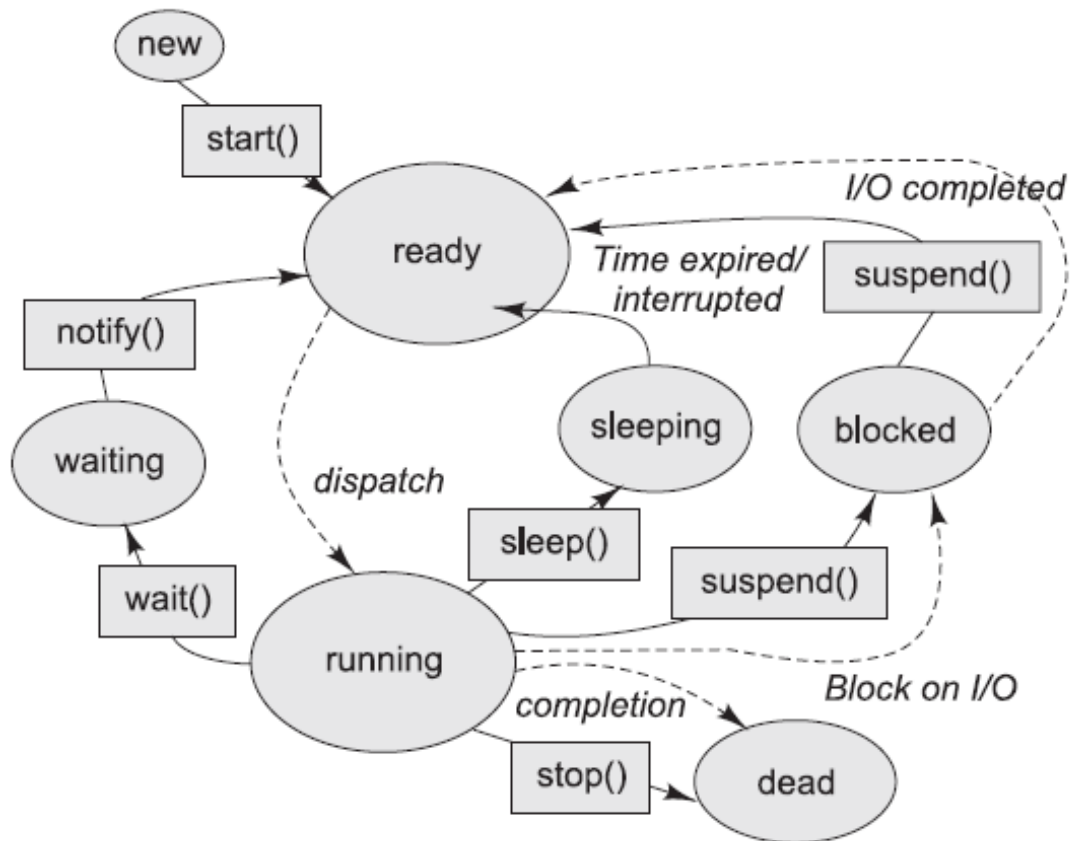 new
start()
I/O completed
ready
Time expired/
interrupted
suspend()
notify()
sleeping
blocked
waiting
dispatch
sleep()
suspend()
wait()
running
Block on I/O
completion
stop()
dead